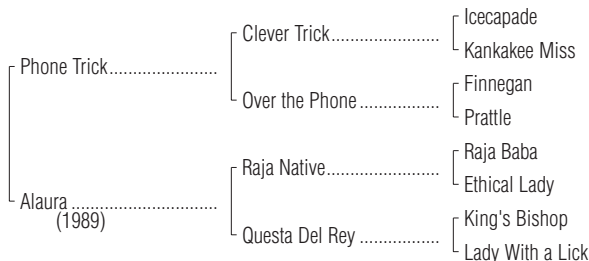 Icecapade
Clever Trick.......................
Kankakee Miss
Phone Trick.......................
Finnegan
Over the Phone .................
Prattle
Raja Baba
Raja Native........................
Ethical Lady
Alaura ...............................
(1989)
King's Bishop
Questa Del Rey .................
Lady With a Lick